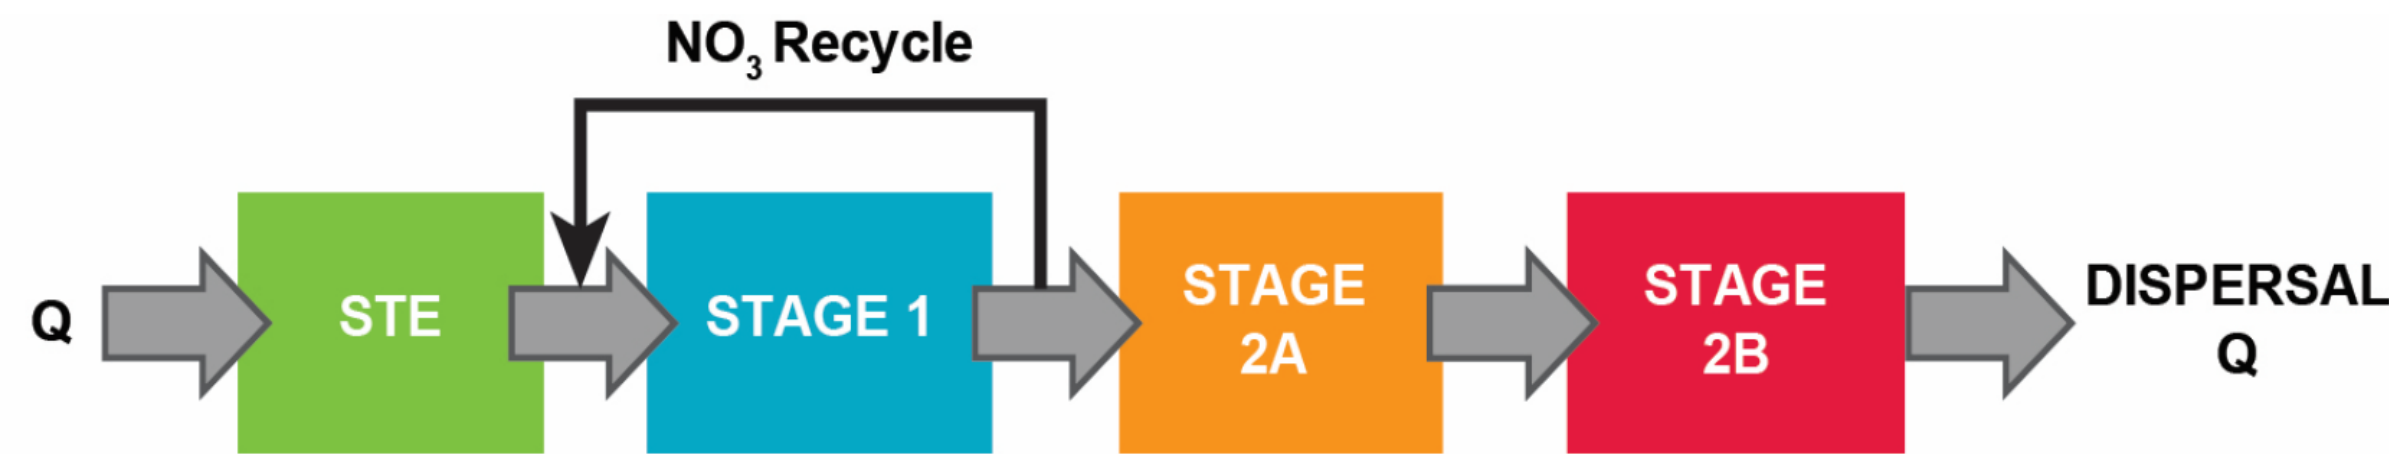 NO₃ Recycle
Q
STE
STAGE 1
STAGE
2A
STAGE
2B
DISPERSAL
Q